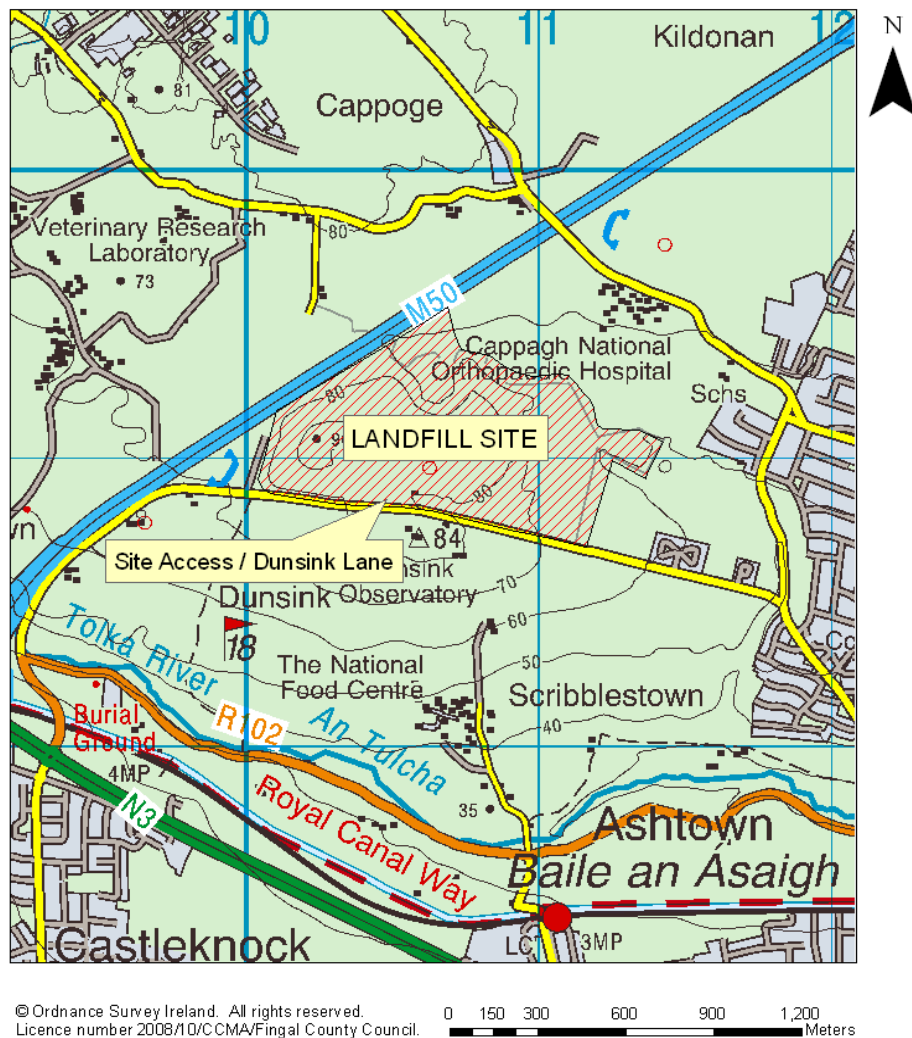 10
11
12
N
Kildonan
81
Cappoge
Veterinary Research
Laboratory
80
73
M50
Cappagh National
Orthopaedic Hospital
Schs
80
LANDFILL SITE
80
84
Site Access / Dunsink Lane
Observatory
Dunsink
70
60
18
Tolka River
The National
Food Centre
50
Scribblestown
40
Burial
Ground
R102
An Tulcha
4MP
N3
Royal Canal Way
35
Ashtown
Baile an Ásaigh
Castleknock
LC
3MP
© Ordnance Survey Ireland. All rights reserved.
Licence number 2008/10/CCMA/Fingal County Council.
0 150 300 600 900 1,200
Meters